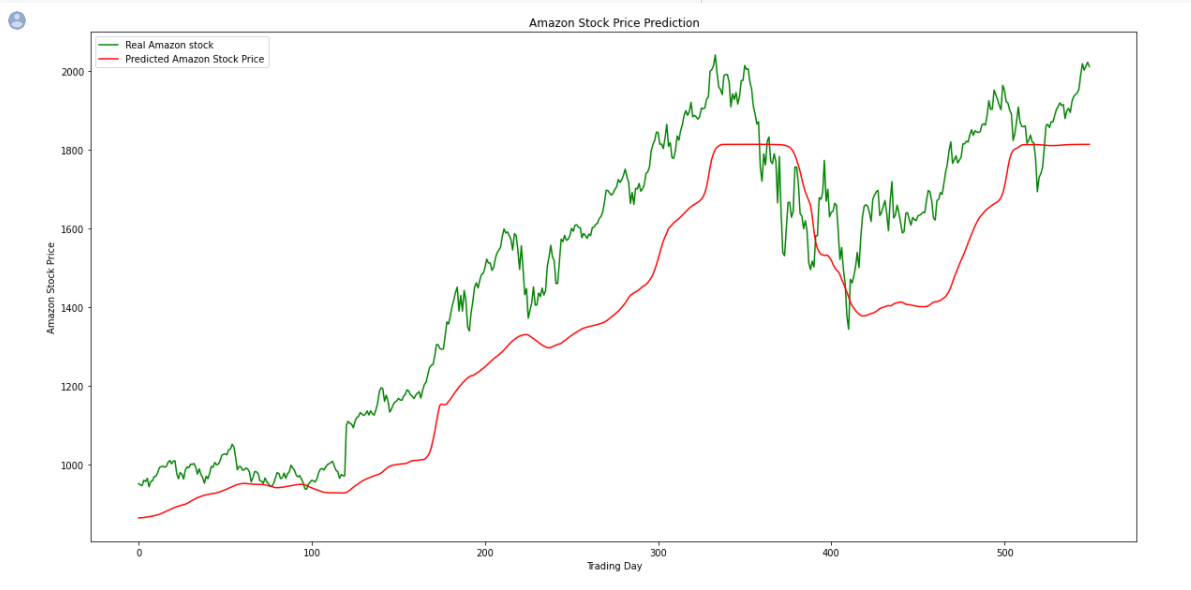 Amazon Stock Price Prediction
Real Amazon stock
Predicted Amazon Stock Price
2000
1800
1600
1400
1200
1000
Amazon Stock Price
0 100 200 300 400 500
Trading Day